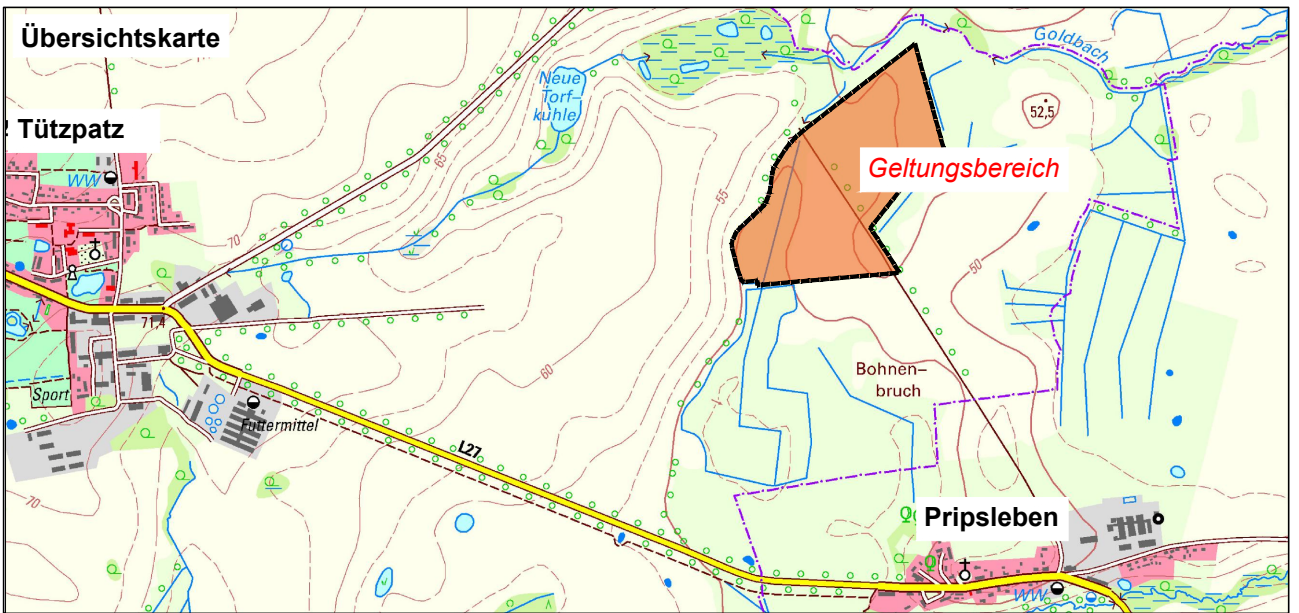 Übersichtskarte
Goldbach
Neue
Torf-
kuhle
52,5
Tützpatz
65
WW
Geltungsbereich
55
70
50
71,4
60
Bohnen-
bruch
Sport
Futtermittel
L27
70
Pripsleben
WW